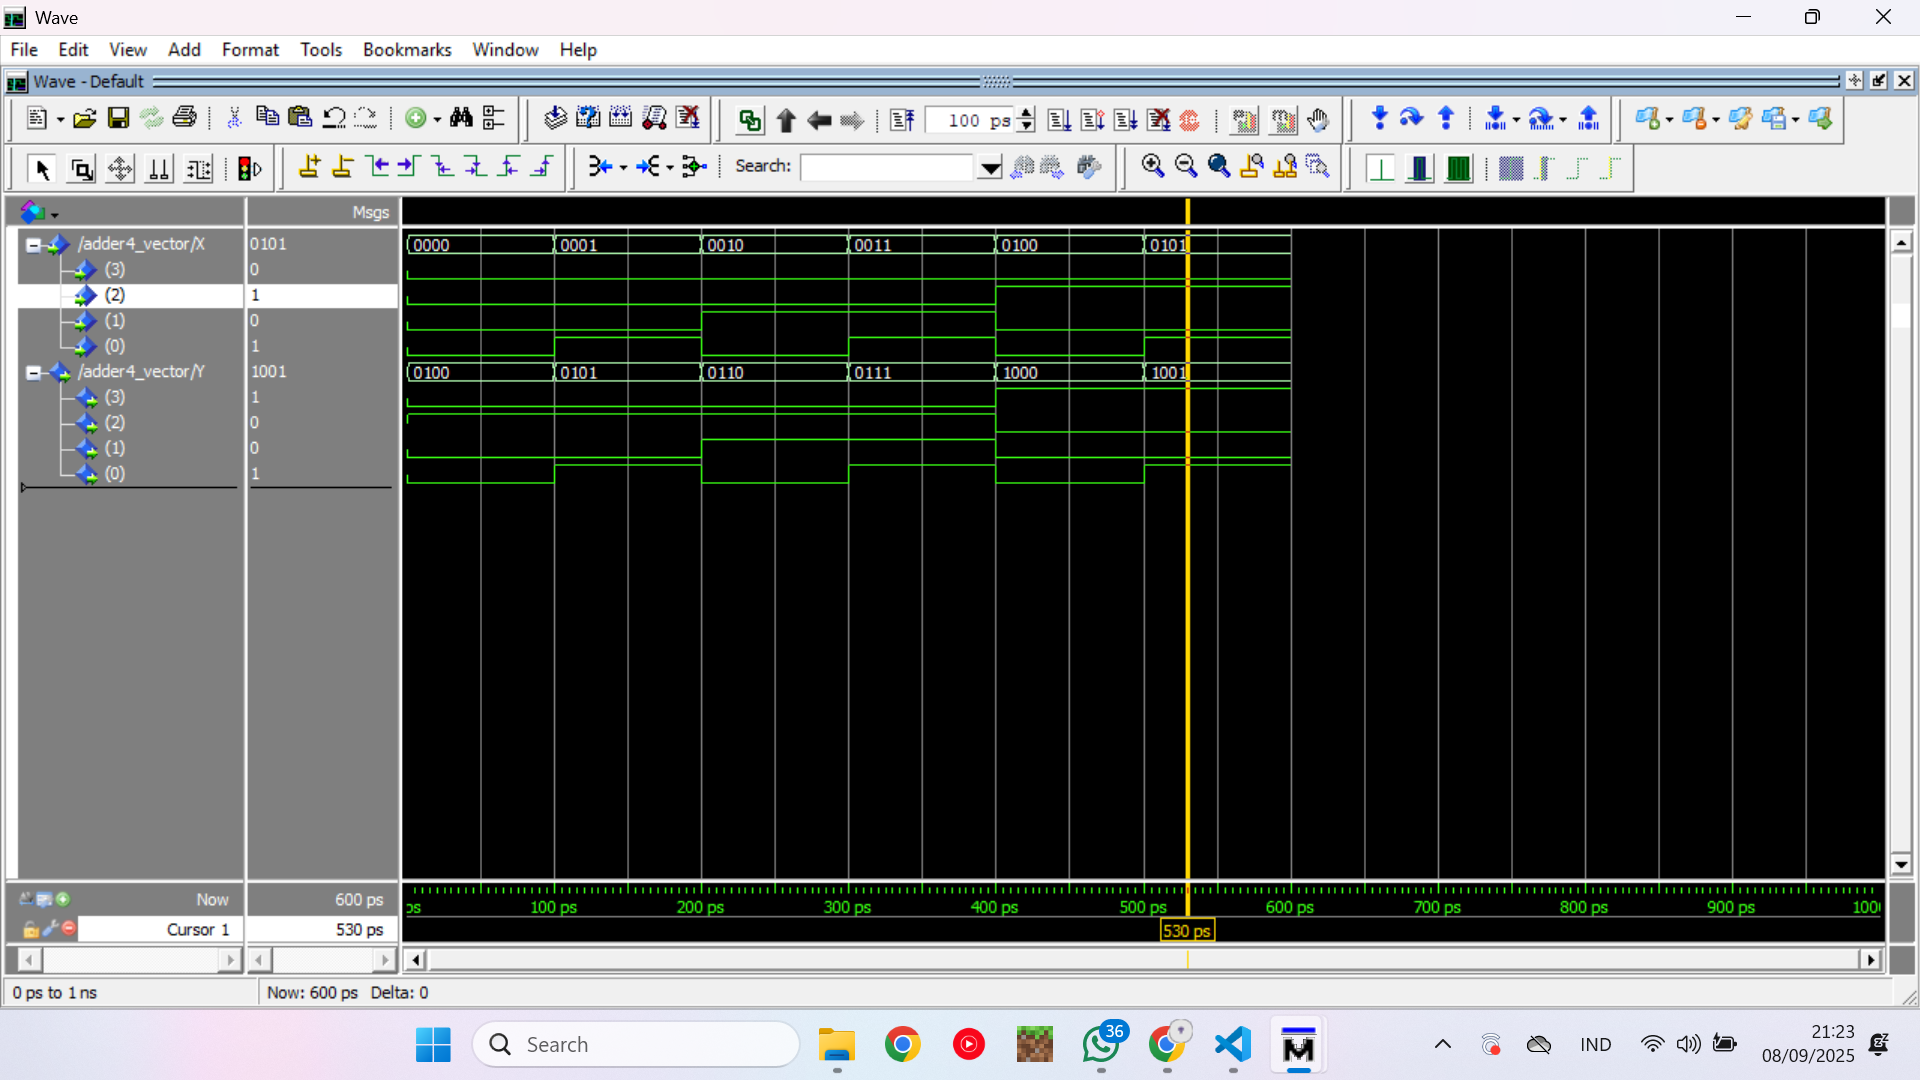 Wave
File Edit View Add Format Tools Bookmarks Window Help
Wave - Default
100 ps
Search:
Msgs
/adder4_vector/X 0101 0000 0001 0010 0011 0100 0101
(3) 0
(2) 1
(1) 0
(0) 1
/adder4_vector/Y 1001 0100 0101 0110 0111 1000 1001
(3) 1
(2) 0
(1) 0
(0) 1
Now 600 ps ps 100 ps 200 ps 300 ps 400 ps 500 ps 600 ps 700 ps 800 ps 900 ps 100
Cursor 1 530 ps 530 ps
0 ps to 1 ns Now: 600 ps Delta: 0
Search 36 IND 21:23
08/09/2025